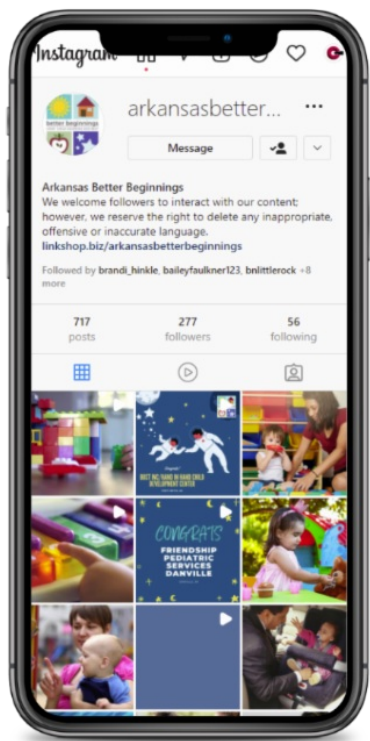 Instagram
arkansasbetter...
better beginnings
Message
Arkansas Better Beginnings
We welcome followers to interact with our content;
however, we reserve the right to delete any inappropriate,
offensive or inaccurate language.
linkshop.biz/arkansasbetterbeginnings
Followed by brandi_hinkle, baileyfaulkner123, bnlittlerock +8
more
717 277 56
posts followers following
DEVELOPMENT CENTER
CONGRATS
FRIENDSHIP
PEDIATRIC
SERVICES
DANVILLE